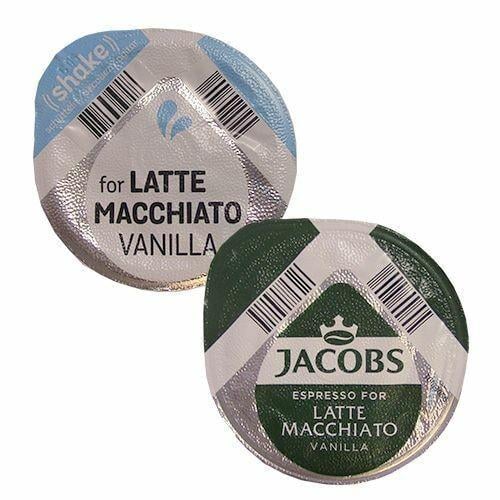 shake
for LATTE
MACCHIATO
VANILLA
JACOBS
ESPRESSO FOR
LATTE
MACCHIATO
VANILLA